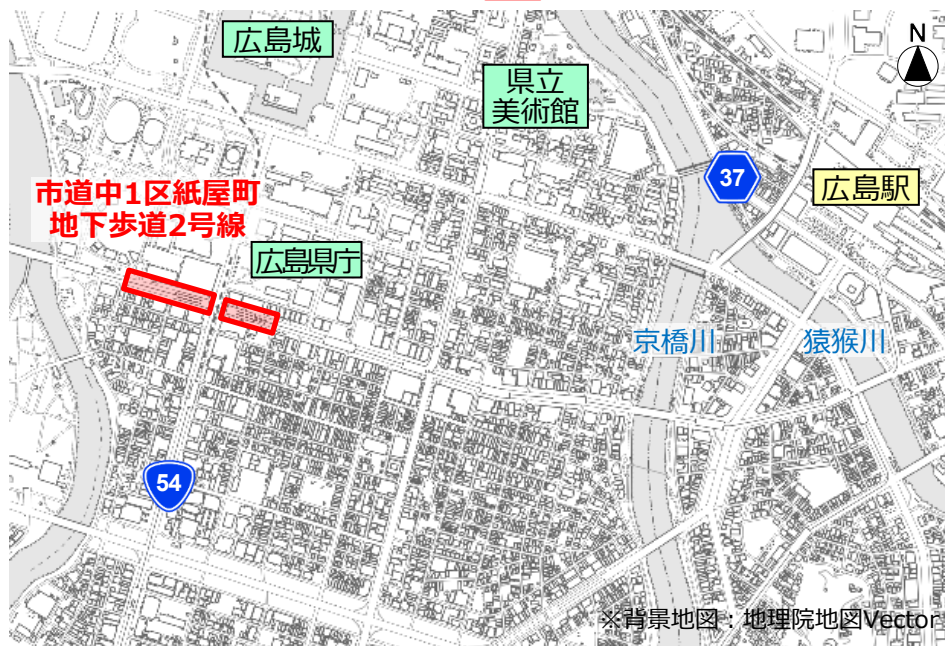 広島城
N
県立
美術館
37
広島駅
市道中1区紙屋町
地下歩道2号線
広島県庁
京橋川
猿猴川
54
※背景地図：地理院地図Vector